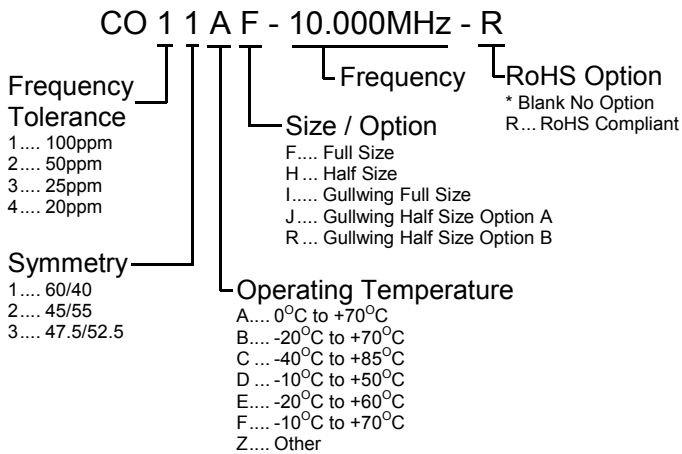 CO 1 1 A F - 10.000MHz - R
Frequency
Tolerance
1.... 100ppm
2.... 50ppm
3.... 25ppm
4.... 20ppm
Symmetry
1.... 60/40
2.... 45/55
3.... 47.5/52.5
Operating Temperature
A.... 0°C to +70°C
B.... -20°C to +70°C
C ... -40°C to +85°C
D ... -10°C to +50°C
E.... -20°C to +60°C
F.... -10°C to +70°C
Z.... Other
Size / Option
F.... Full Size
H ... Half Size
I..... Gullwing Full Size
J.... Gullwing Half Size Option A
R ... Gullwing Half Size Option B
Frequency
RoHS Option
* Blank No Option
R ... RoHS Compliant